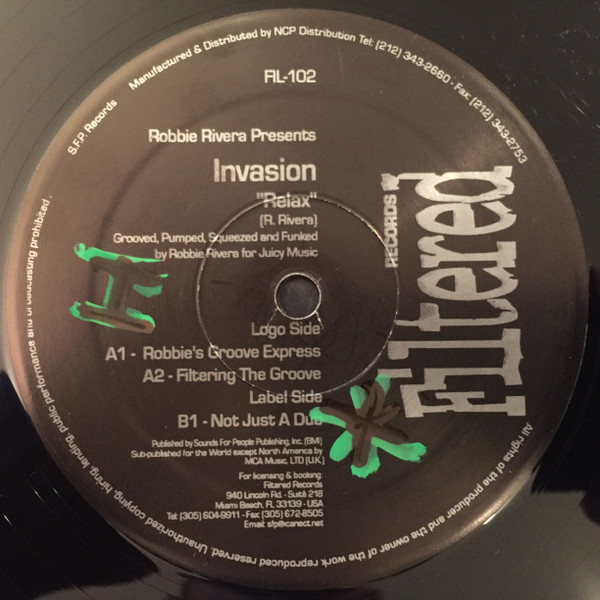 Manufactured & Distributed by NCP Distribution Tel: (212) 343-2660 - Fax: (212) 343-2753
S.F.P. Records
FIL-102
Robbie Rivera Presents
Invasion
"Relax"
(R. Rivera)
Grooved, Pumped, Squeezed and Funked
by Robbie Rivera for Juicy Music
Filtered
RECORDS
Logo Side
A1 - Robbie's Groove Express
A2 - Filtering The Groove
Label Side
B1 - Not Just A Dub
Published by Sounds For People Publishing, Inc. (BMI)
Sub-published for the World except North America by
MCA Music, LTD (U.K.)
For licensing & booking:
Filtered Records
940 Lincoln Rd. - Suite 218
Miami Beach, Fl. 33139 - USA
Tel: (305) 604-9911 - Fax (305) 672-8505
Email: sfp@icanect.net
All rights of the producer and the owner of the work reproduced reserved. Unauthorized copying, hiring, lending, public performance and broadcasting prohibited.